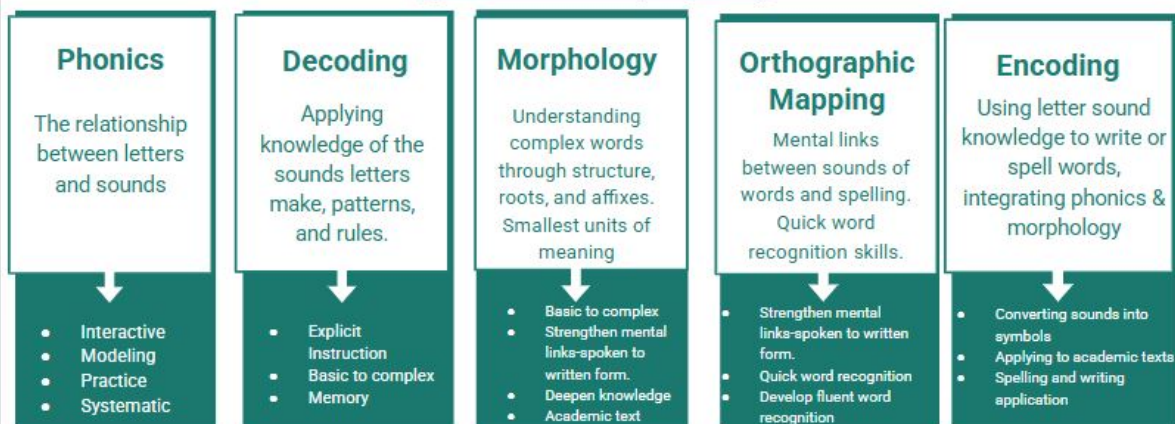 Phonics
The relationship
between letters
and sounds
• Interactive
• Modeling
• Practice
• Systematic
Decoding
Applying
knowledge of the
sounds letters
make, patterns,
and rules.
• Explicit
Instruction
• Basic to complex
• Memory
Morphology
Understanding
complex words
through structure,
roots, and affixes.
Smallest units of
meaning
• Basic to complex
• Strengthen mental
links-spoken to
written form.
• Deepen knowledge
• Academic text
Orthographic
Mapping
Mental links
between sounds of
words and spelling.
Quick word
recognition skills.
• Strengthen mental
links-spoken to written
form.
• Quick word recognition
• Develop fluent word
recognition
Encoding
Using letter sound
knowledge to write or
spell words,
integrating phonics &
morphology
• Converting sounds into
symbols
• Applying to academic texts
• Spelling and writing
application